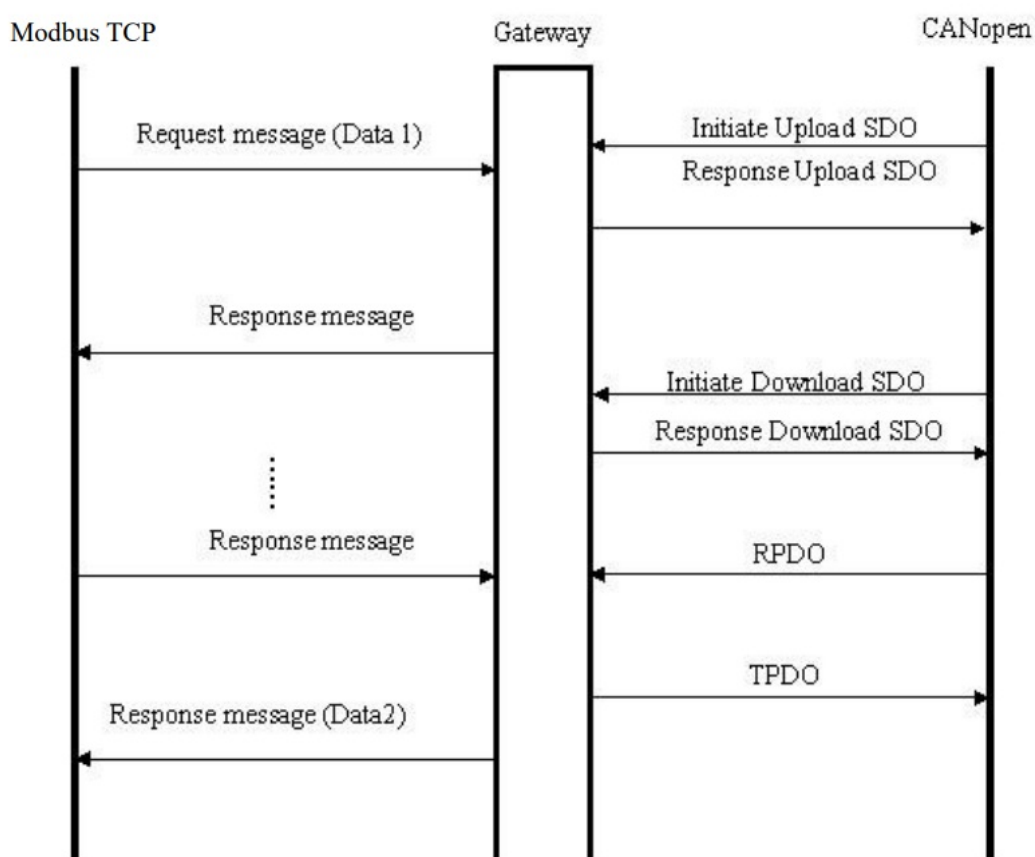 Modbus TCP
Gateway
CANopen
Request message (Data 1)
Initiate Upload SDO
Response Upload SDO
Response message
Initiate Download SDO
Response Download SDO
Response message
RPDO
TPDO
Response message (Data2)